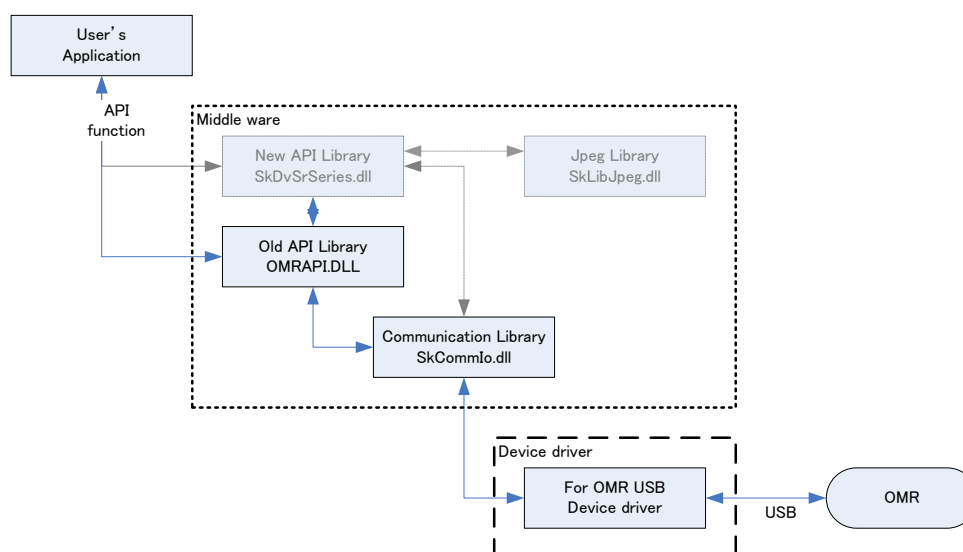 User's
Application
API
function
Middle ware
New API Library
SkDvSrSeries.dll
Jpeg Library
SkLibJpeg.dll
Old API Library
OMRAPI.DLL
Communication Library
SkCommIo.dll
Device driver
For OMR USB
Device driver
USB
OMR